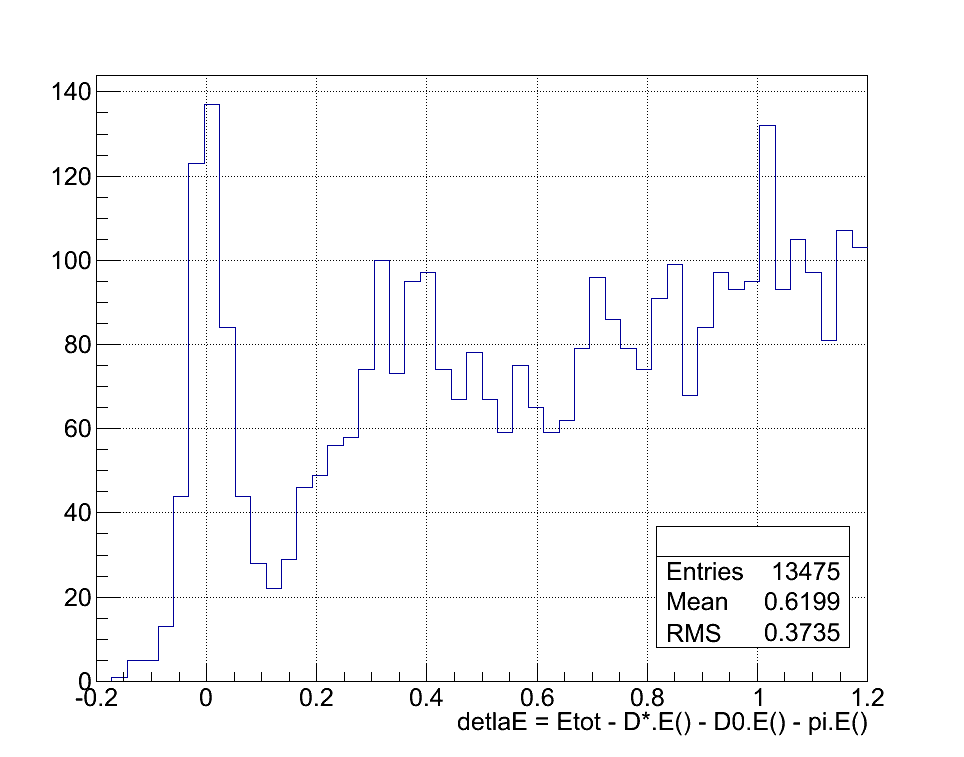 140
120
100
80
60
40
20
0
-0.2 0 0.2 0.4 0.6 0.8 1 1.2
detlaE = Etot - D*.E() - D0.E() - pi.E()
Entries 13475
Mean 0.6199
RMS 0.3735